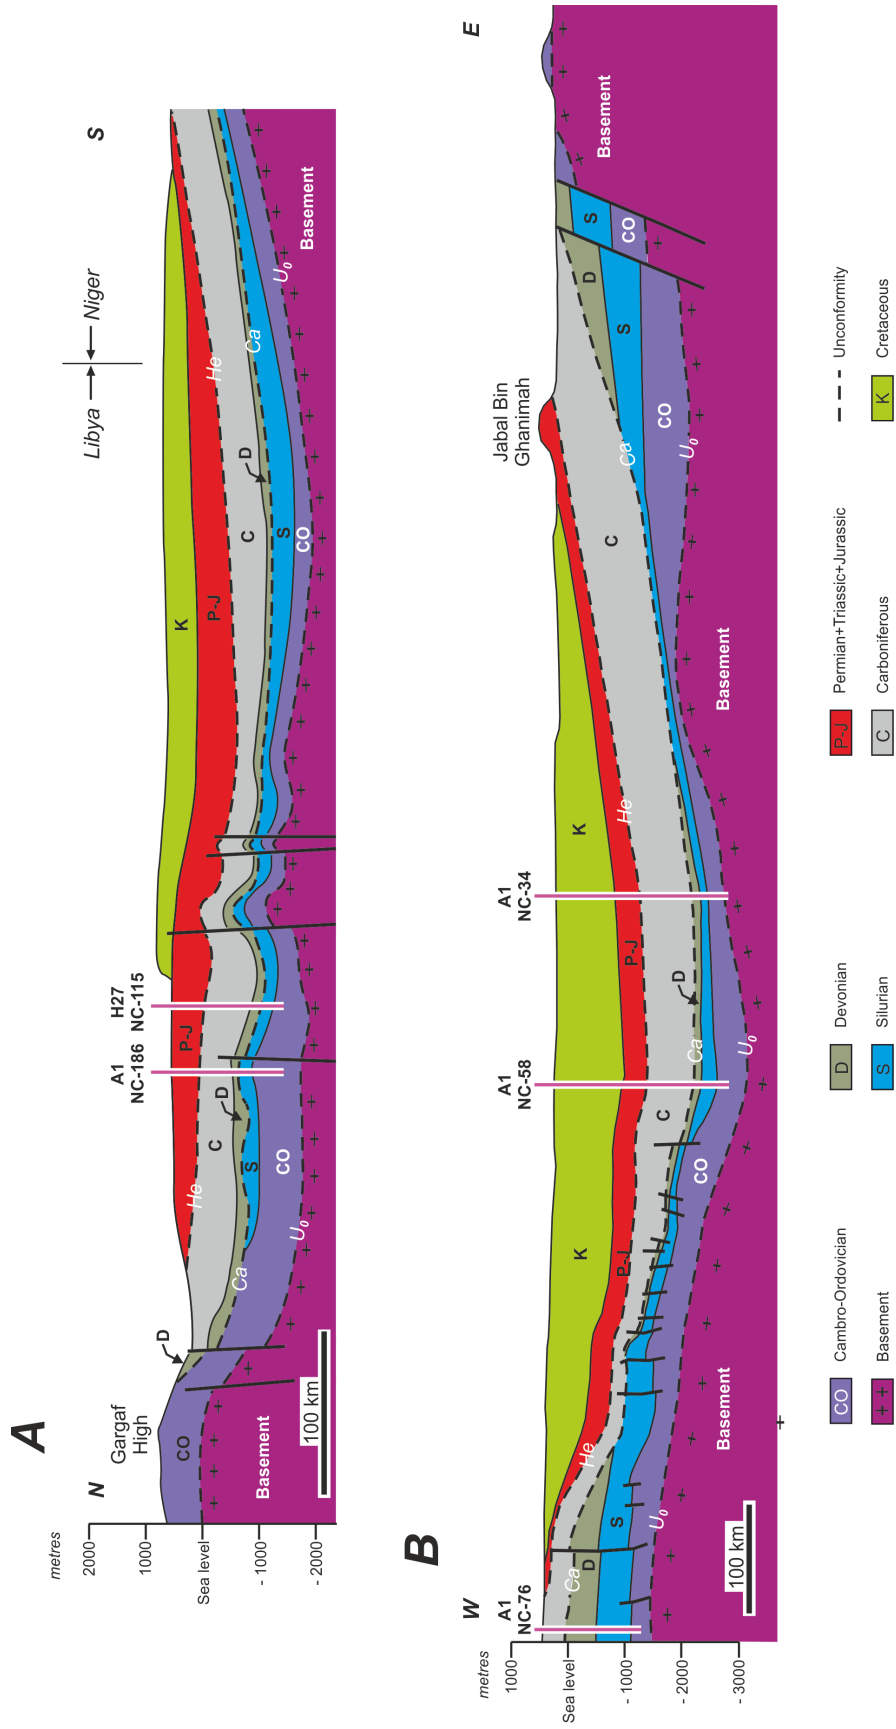 A
N
S
Gargaf
High
A1
NC-186
H27
NC-115
Libya
Niger
metres
2000
1000
Sea level
- 1000
- 2000
D
CO
Basement
100 km
He
P-J
C
D
S
CO
Ca
U0
K
P-J
C
D
S
CO
He
Ca
U0
Basement
B
W
E
A1
NC-76
A1
NC-58
A1
NC-34
Jabal Bin
Ghanimah
metres
1000
Sea level
- 1000
- 2000
- 3000
Ca
D
S
U0
He
K
P-J
C
CO
Basement
100 km
Ca
U0
D
P-J
K
He
C
Basement
Ca
CO
U0
S
D
S
CO
Basement
CO
Cambro-Ordovician
D
Devonian
P-J
Permian+Triassic+Jurassic
Unconformity
Basement
S
Silurian
C
Carboniferous
K
Cretaceous